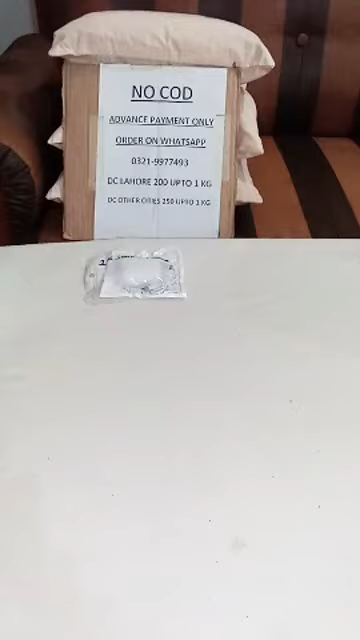 NO COD
ADVANCE PAYMENT ONLY
ORDER ON WHATSAPP
0321-9977493
DC LAHORE 200 UPTO 1 KG
DC OTHER CITIES 250 UPTO 1 KG